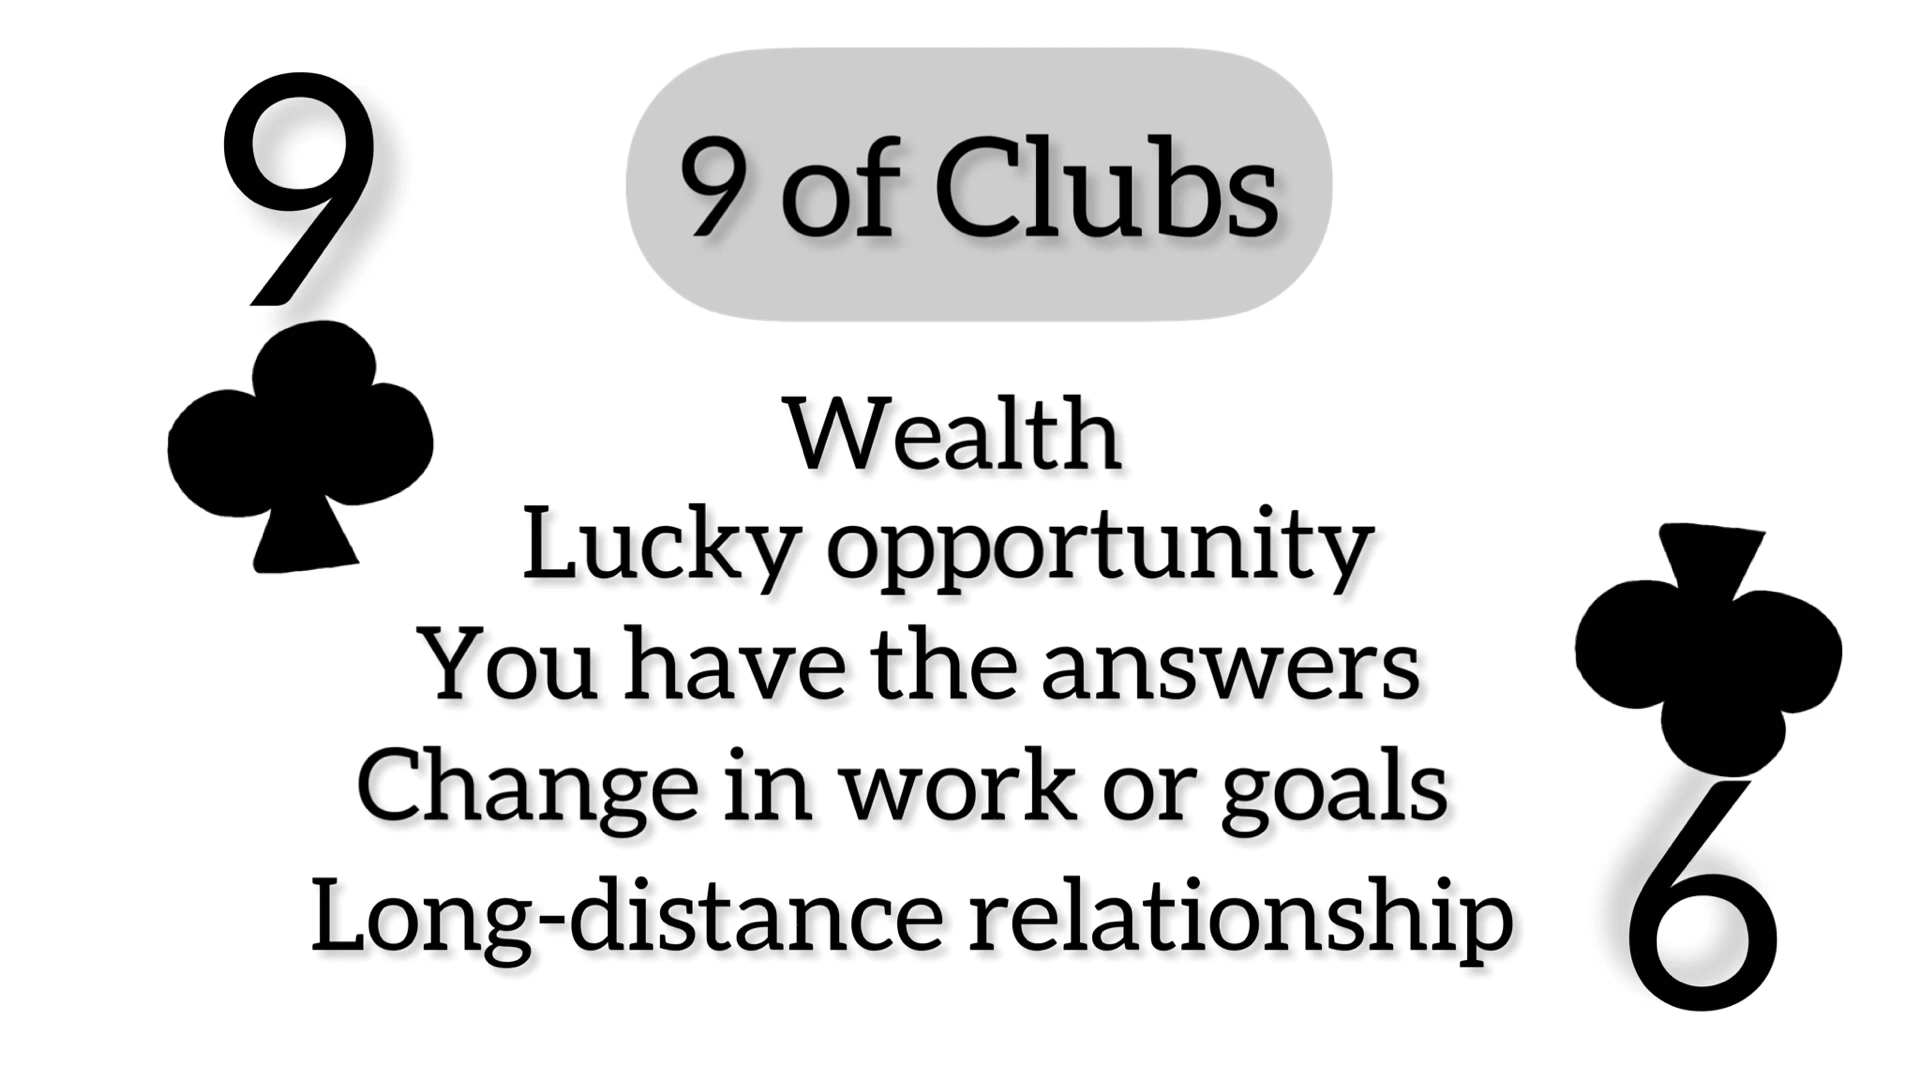 9
9 of Clubs
Wealth
Lucky opportunity
You have the answers
Change in work or goals
Long-distance relationship
9